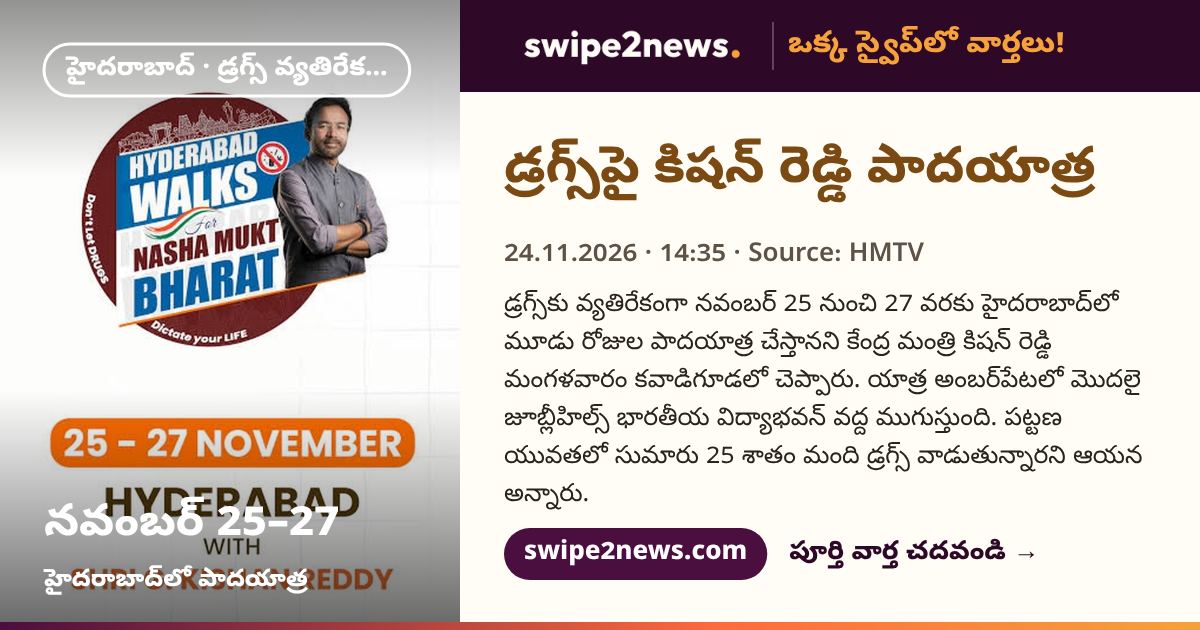 హైదరాబాద్ · డ్రగ్స్ వ్యతిరేక...
HYDERABAD
WALKS
For
NASHA MUKT
BHARAT
Don't Let DRUGS
Dictate your LIFE
25 - 27 NOVEMBER
HYDERABAD
నవంబర్ 25–27
WITH
హైదరాబాద్‌లో పాదయాత్ర
swipe2news.
ఒక్క స్వైప్‌లో వార్తలు!
డ్రగ్స్‌పై కిషన్ రెడ్డి పాదయాత్ర
24.11.2026 · 14:35 · Source: HMTV
డ్రగ్స్‌కు వ్యతిరేకంగా నవంబర్ 25 నుంచి 27 వరకు హైదరాబాద్‌లో
మూడు రోజుల పాదయాత్ర చేస్తానని కేంద్ర మంత్రి కిషన్ రెడ్డి
మంగళవారం కవాడిగూడలో చెప్పారు. యాత్ర అంబర్‌పేటలో మొదలై
జూబ్లీహిల్స్ భారతీయ విద్యాభవన్ వద్ద ముగుస్తుంది. పట్టణ
యువతలో సుమారు 25 శాతం మంది డ్రగ్స్ వాడుతున్నారని ఆయన
అన్నారు.
swipe2news.com
పూర్తి వార్త చదవండి →